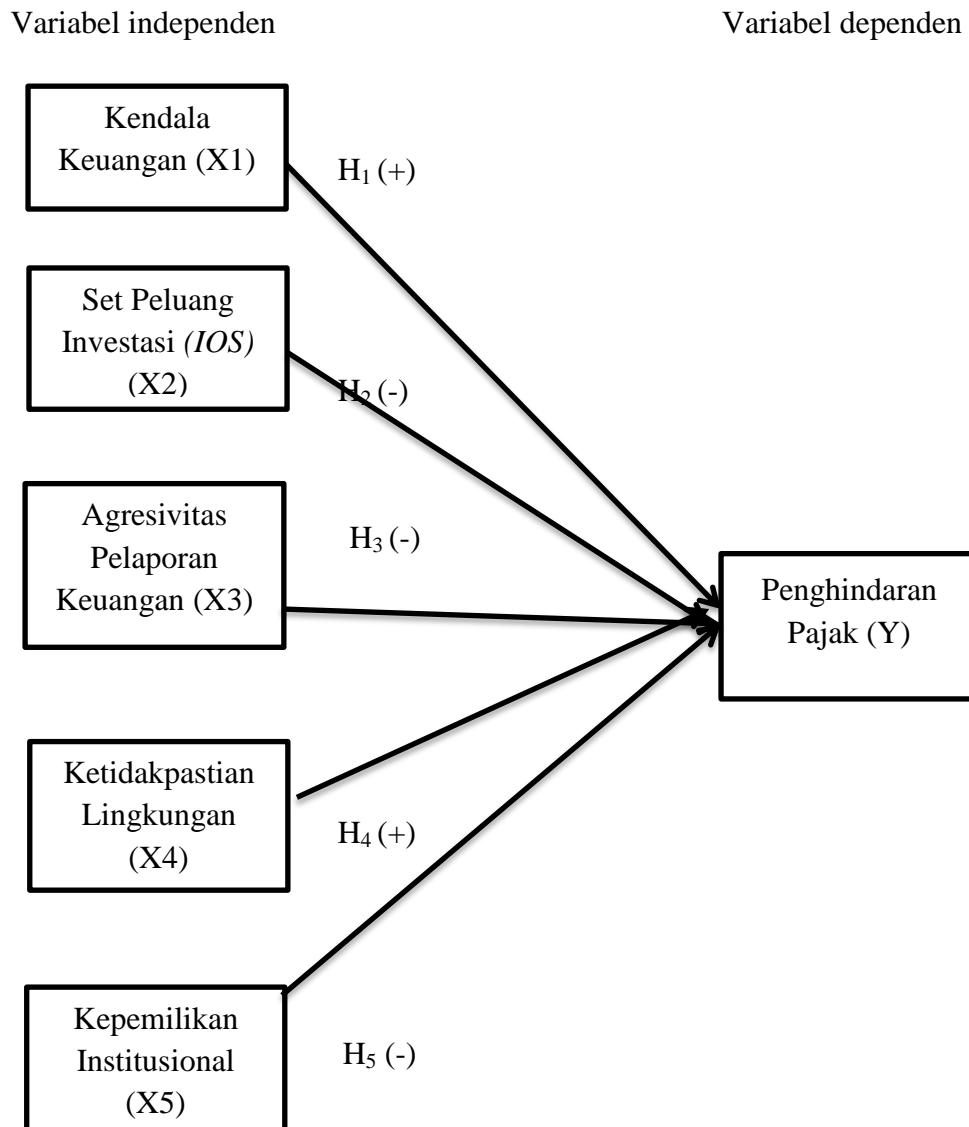 Variabel independen
Variabel dependen
Kendala
Keuangan (X1)
H₁ (+)
Set Peluang
Investasi (IOS)
(X2)
H₂ (-)
Agresivitas
Pelaporan
Keuangan (X3)
H₃ (-)
Penghindaran
Pajak (Y)
Ketidakpastian
Lingkungan
(X4)
H₄ (+)
Kepemilikan
Institusional
(X5)
H₅ (-)